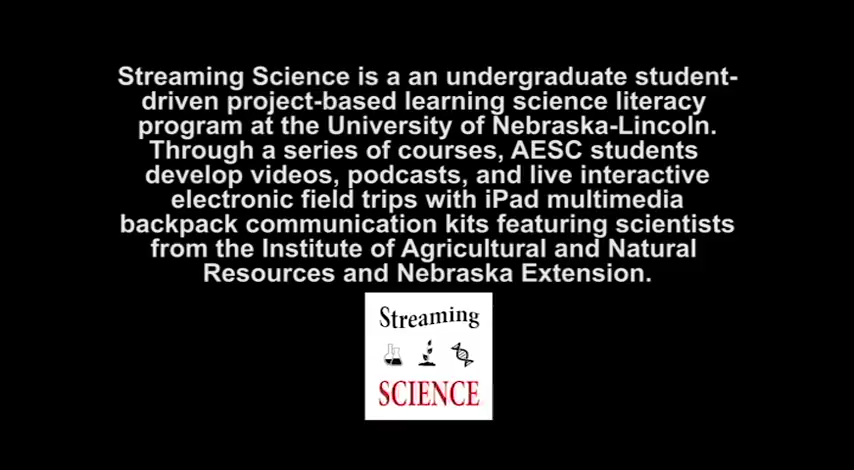 Streaming Science is a an undergraduate student-
driven project-based learning science literacy
program at the University of Nebraska-Lincoln.
Through a series of courses, AESC students
develop videos, podcasts, and live interactive
electronic field trips with iPad multimedia
backpack communication kits featuring scientists
from the Institute of Agricultural and Natural
Resources and Nebraska Extension.
Streaming
SCIENCE